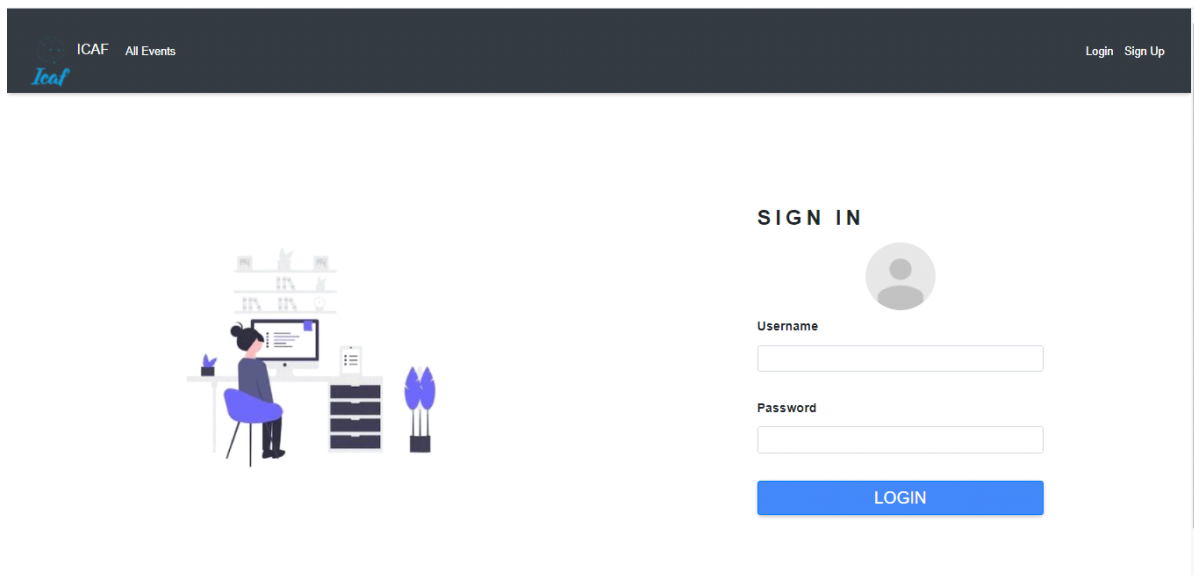 ICAF All Events Login Sign Up
Icaf
SIGN IN
Username
Password
LOGIN